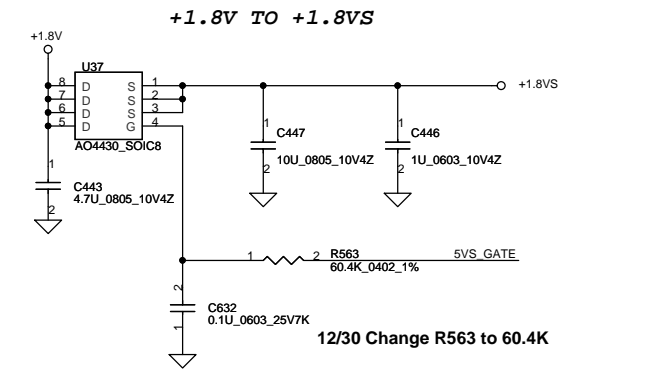 +1.8V TO +1.8VS
+1.8V
U37
8 D S 1
7 D S 2
6 D S 3
5 D G 4
AO4430_SOIC8
+1.8VS
1
C447
10U_0805_10V4Z
2
1
C446
1U_0603_10V4Z
2
1
C443
4.7U_0805_10V4Z
2
1
2
R563
60.4K_0402_1%
5VS_GATE
2
C632
0.1U_0603_25V7K
1
12/30 Change R563 to 60.4K